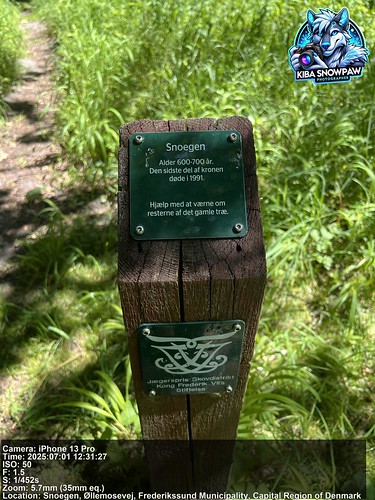 KIBA SNOWPAW
PHOTOGRAPHER
Snoegen
Alder 600-700 år.
Den sidste del af kronen
døde i 1991.
Hjælp med at værne om
resterne af det gamle træ.
Jægerspris Skovdistrikt
Kong Frederik VII's
Stiftelse
Camera: iPhone 13 Pro
Time: 2025:07:01 12:31:27
ISO: 50
F: 1.5
S: 1/452s
Zoom: 5.7mm (35mm eq.)
Location: Snoegen, Øllemosevej, Frederikssund Municipality, Capital Region of Denmark